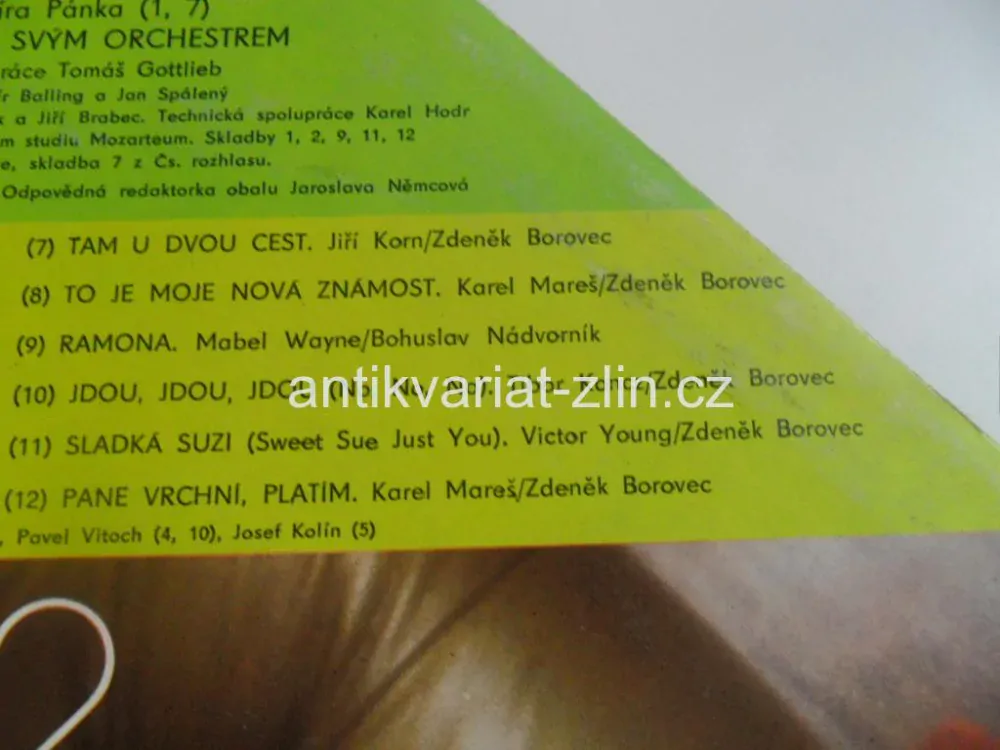 íra Pánka (1, 7)
SVÝM ORCHESTREM
ráce Tomáš Gottlieb
ír Balling a Jan Spálený
k a Jiří Brabec. Technická spolupráce Karel Hodr
m studiu Mozarteum. Skladby 1, 2, 9, 11, 12
e, skladba 7 z Čs. rozhlasu.
Odpovědná redaktorka obalu Jaroslava Němcová
(7) TAM U DVOU CEST. Jiří Korn/Zdeněk Borovec
(8) TO JE MOJE NOVÁ ZNÁMOST. Karel Mareš/Zdeněk Borovec
(9) RAMONA. Mabel Wayne/Bohuslav Nádvorník
(10) JDOU, JDOU, JDOU Borovec
antikvariat-zlin.cz
(11) SLADKÁ SUZI (Sweet Sue Just You). Victor Young/Zdeněk Borovec
(12) PANE VRCHNÍ, PLATÍM. Karel Mareš/Zdeněk Borovec
, Pavel Vitoch (4, 10), Josef Kolín (5)